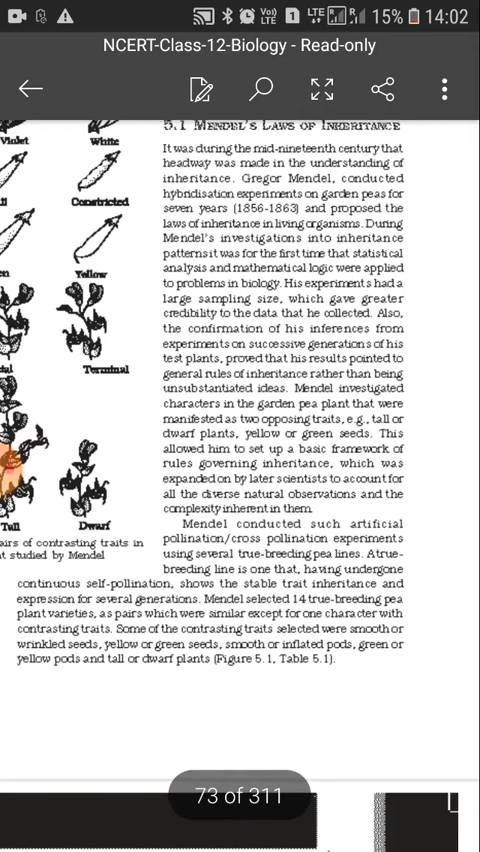 15% 14:02
NCERT-Class-12-Biology - Read-only
5.1 MENDEL'S LAWS OF INHERITANCE
Violet White
Constricted
Yellow
Terminal
Tall Dwarf
airs of contrasting traits in
nt studied by Mendel
It was during the mid-nineteenth century that
headway was made in the understanding of
inheritance. Gregor Mendel, conducted
hybridisation experiments on garden peas for
seven years (1856-1863) and proposed the
laws of inheritance in living organisms. During
Mendel's investigations into inheritance
patterns it was for the first time that statistical
analysis and mathematical logic were applied
to problems in biology. His experiments had a
large sampling size, which gave greater
credibility to the data that he collected. Also,
the confirmation of his inferences from
experiments on successive generations of his
test plants, proved that his results pointed to
general rules of inheritance rather than being
unsubstantiated ideas. Mendel investigated
characters in the garden pea plant that were
manifested as two opposing traits, e.g., tall or
dwarf plants, yellow or green seeds. This
allowed him to set up a basic framework of
rules governing inheritance, which was
expanded on by later scientists to account for
all the diverse natural observations and the
complexity inherent in them.
Mendel conducted such artificial
pollination/cross pollination experiments
using several true-breeding pea lines. A true-
breeding line is one that, having undergone
continuous self-pollination, shows the stable trait inheritance and
expression for several generations. Mendel selected 14 true-breeding pea
plant varieties, as pairs which were similar except for one character with
contrasting traits. Some of the contrasting traits selected were smooth or
wrinkled seeds, yellow or green seeds, smooth or inflated pods, green or
yellow pods and tall or dwarf plants (Figure 5.1, Table 5.1).
73 of 311